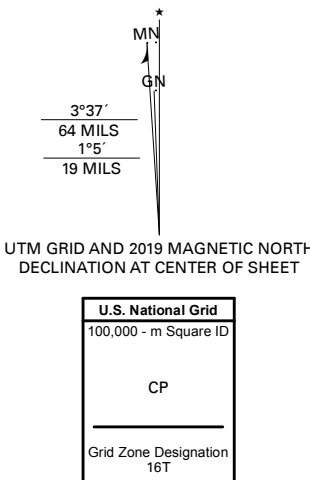 MN
GN
3°37´
64 MILS
1°5´
19 MILS
UTM GRID AND 2019 MAGNETIC NORTH
DECLINATION AT CENTER OF SHEET
U.S. National Grid
100,000 - m Square ID
CP
Grid Zone Designation
16T